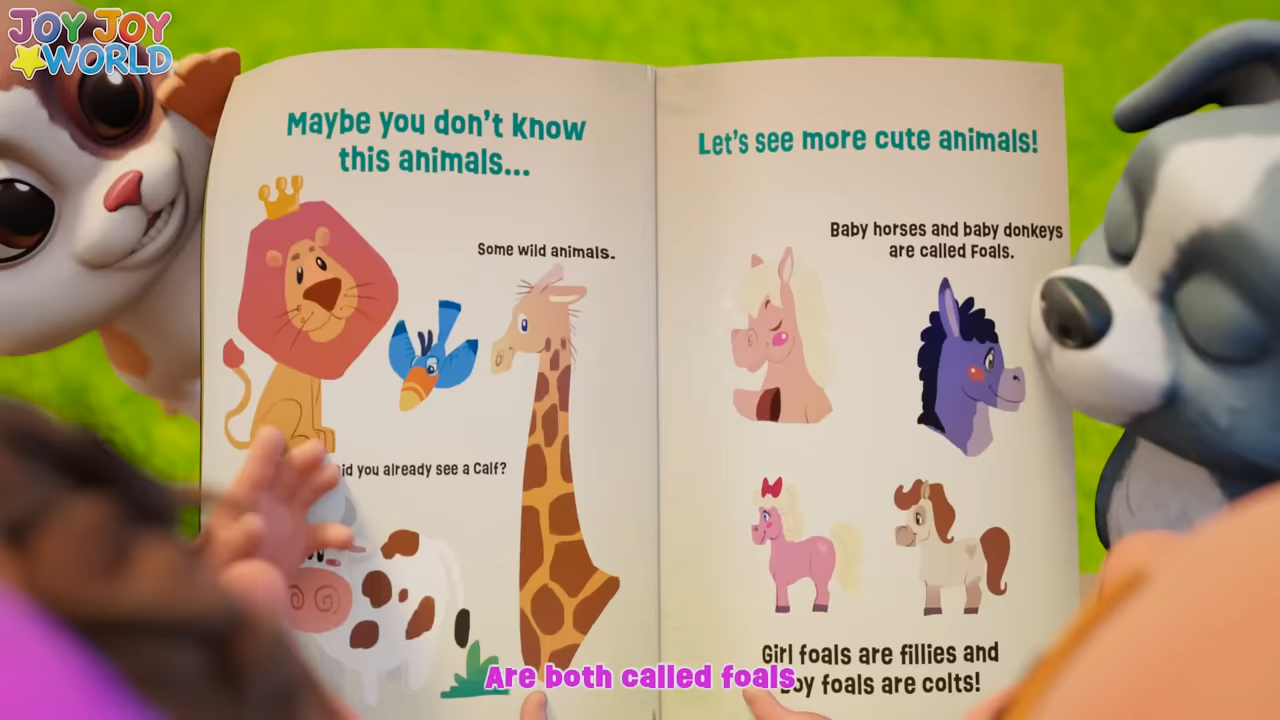 JOY JOY
WORLD
Maybe you don't know
this animals...
Some wild animals.
id you already see a Calf?
Let's see more cute animals!
Baby horses and baby donkeys
are called Foals.
Girl foals are fillies and
oy foals are colts!
Are both called foals